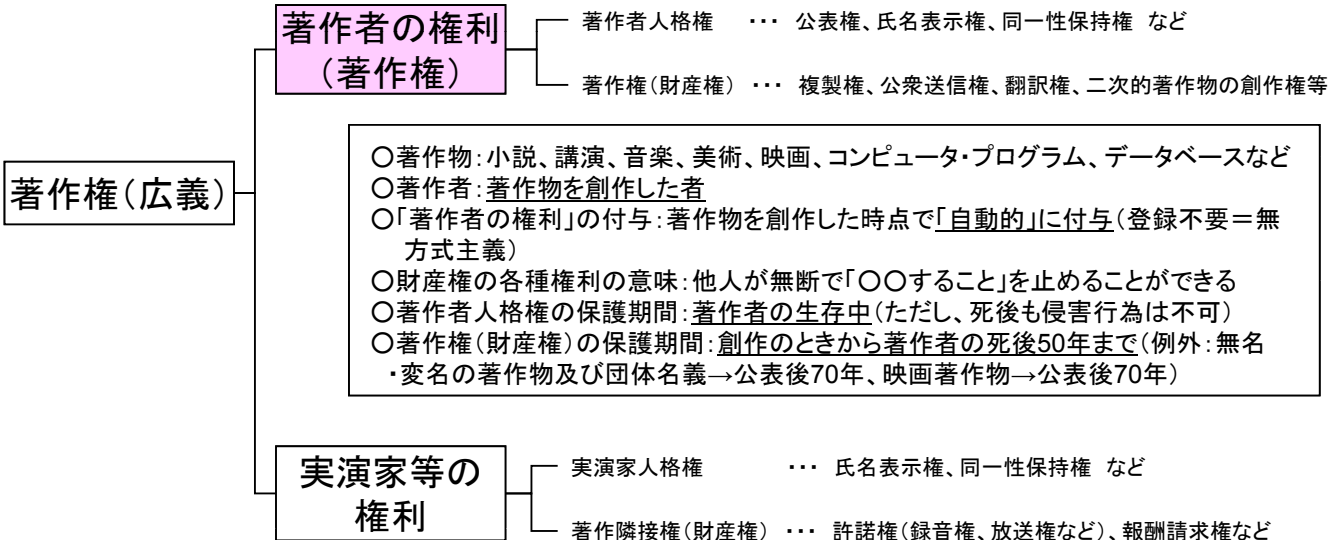 著作者の権利
(著作権)
著作者人格権 ・・・ 公表権、氏名表示権、同一性保持権 など
著作権(財産権) ・・・ 複製権、公衆送信権、翻訳権、二次的著作物の創作権等
著作権(広義)
○著作物:小説、講演、音楽、美術、映画、コンピュータ・プログラム、データベースなど
○著作者:著作物を創作した者
○「著作者の権利」の付与:著作物を創作した時点で「自動的」に付与(登録不要=無
方式主義)
○財産権の各種権利の意味:他人が無断で「○○すること」を止めることができる
○著作者人格権の保護期間:著作者の生存中(ただし、死後も侵害行為は不可)
○著作権(財産権)の保護期間:創作のときから著作者の死後50年まで(例外:無名
・変名の著作物及び団体名義→公表後70年、映画著作物→公表後70年)
実演家等の
権利
実演家人格権 ・・・ 氏名表示権、同一性保持権 など
著作隣接権(財産権) ・・・ 許諾権(録音権、放送権など)、報酬請求権など